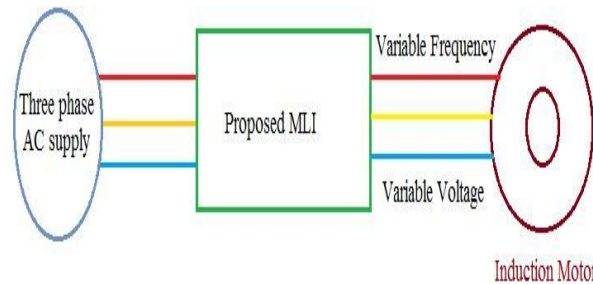 Three phase
AC supply
Proposed MLI
Variable Frequency
Variable Voltage
Induction Motor